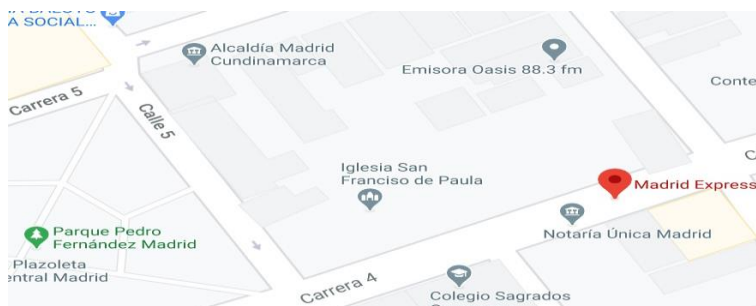 A SOCIAL...
Alcaldía Madrid
Cundinamarca
Emisora Oasis 88.3 fm
Conte
Carrera 5
Calle 5
Iglesia San
Franciso de Paula
Madrid Express
Parque Pedro
Fernández Madrid
Notaría Única Madrid
Plazoleta
entral Madrid
Carrera 4
Colegio Sagrados